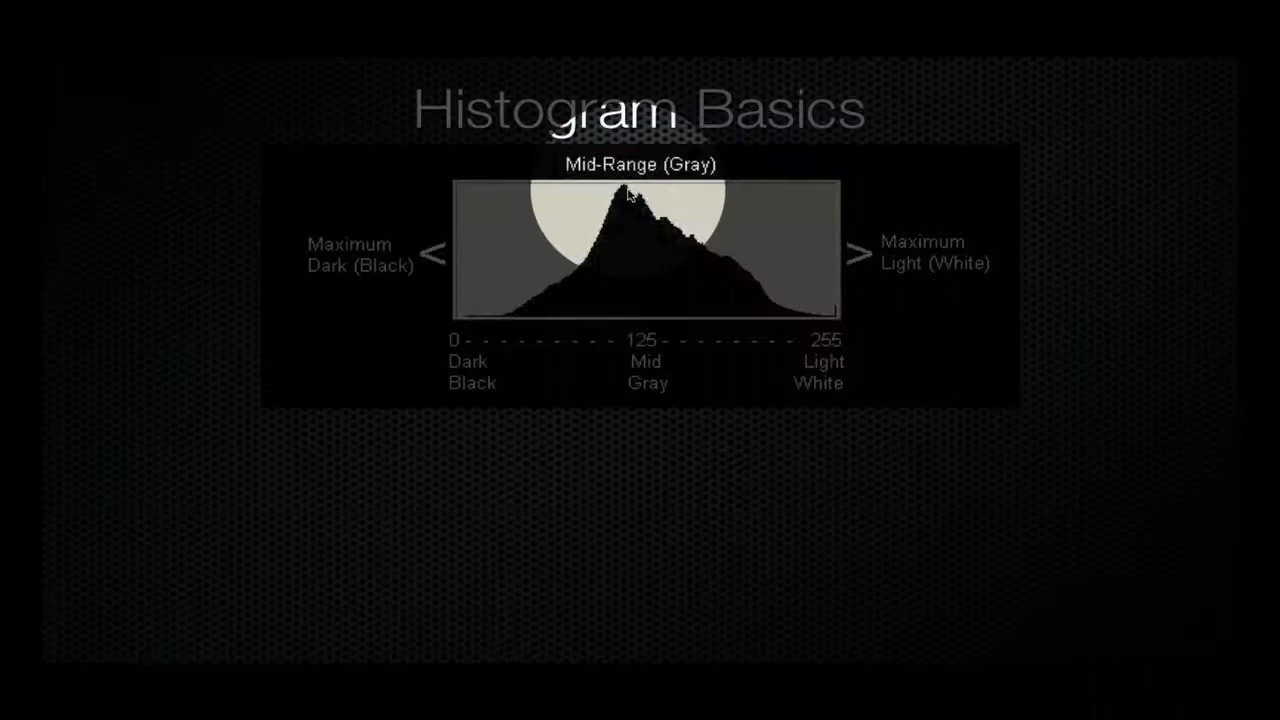 Histogram Basics
Mid-Range (Gray)
Maximum
Dark (Black)
<
>
Maximum
Light (White)
0 - - - - - - - - - - 125 - - - - - - - - - 255
Dark Mid Light
Black Gray White